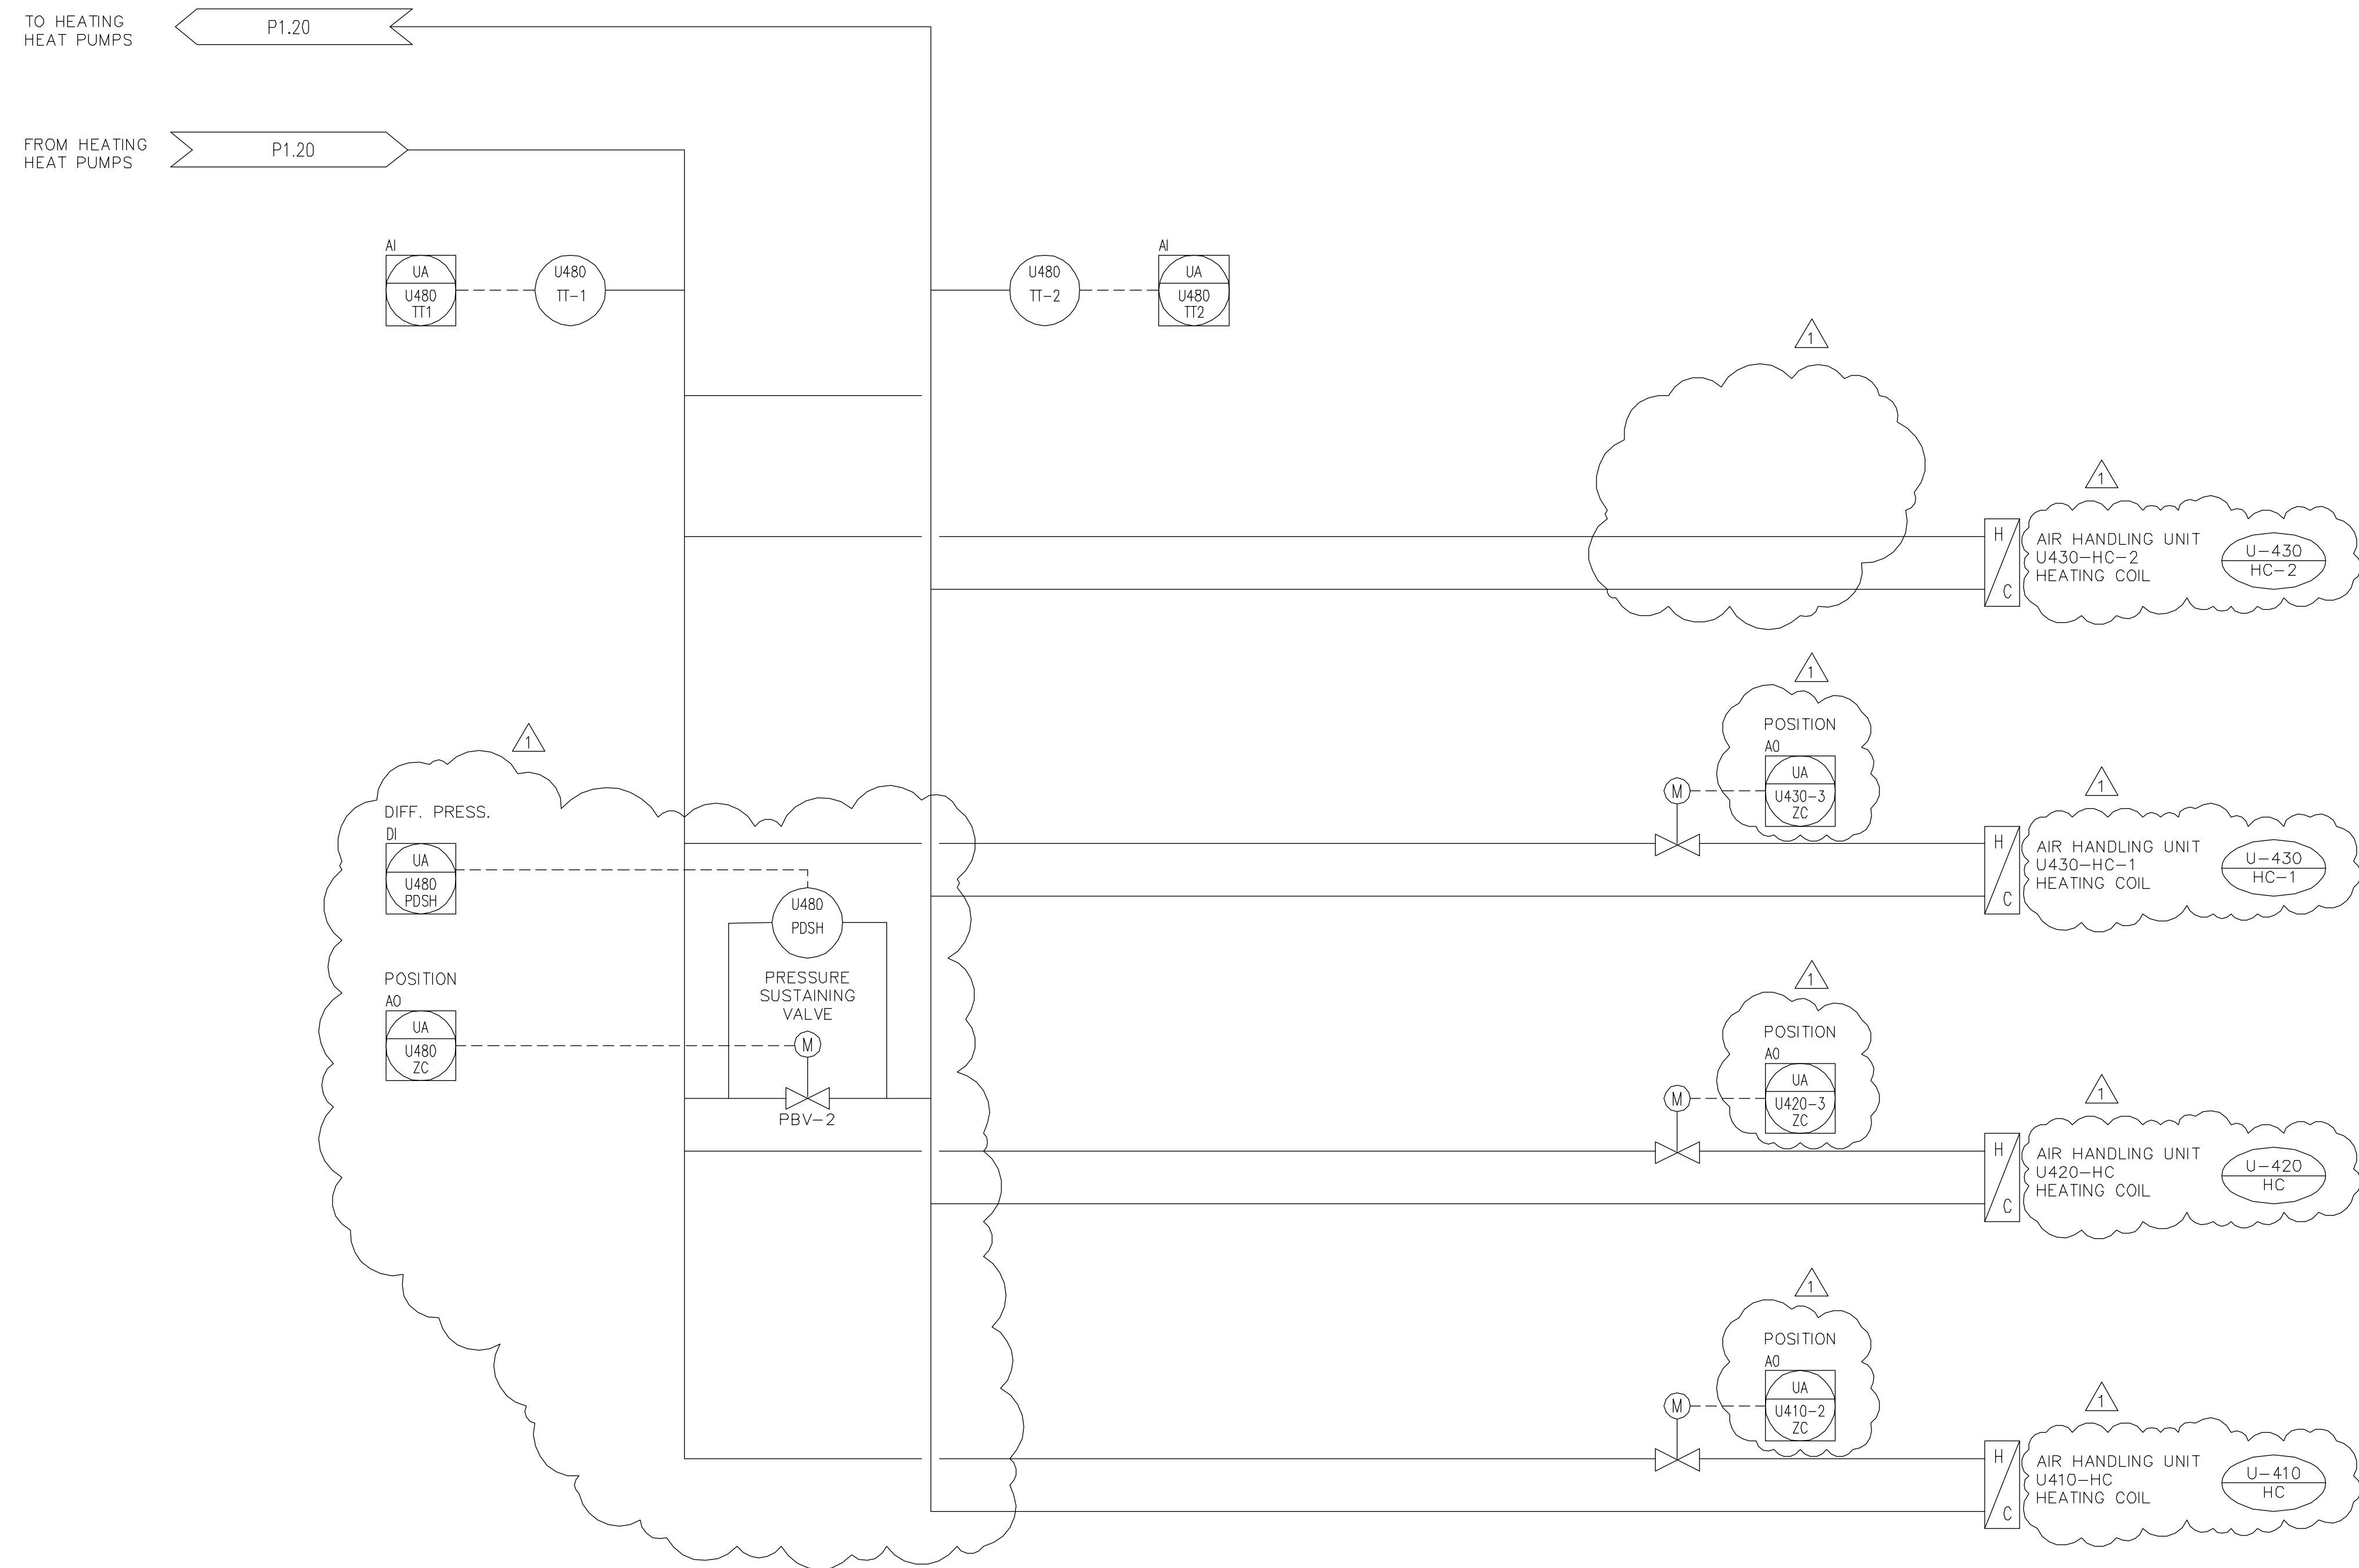 TO HEATING
HEAT PUMPS
P1.20
FROM HEATING
HEAT PUMPS
P1.20
AI
UA
U480
TT1
U480
TT-1
U480
TT-2
AI
UA
U480
TT2
1
1
H
C
AIR HANDLING UNIT
U430-HC-2
HEATING COIL
U-430
HC-2
1
POSITION
AO
UA
U430-3
ZC
M
1
H
C
AIR HANDLING UNIT
U430-HC-1
HEATING COIL
U-430
HC-1
1
DIFF. PRESS.
DI
UA
U480
PDSH
U480
PDSH
POSITION
AO
UA
U480
ZC
PRESSURE
SUSTAINING
VALVE
M
PBV-2
1
POSITION
AO
UA
U420-3
ZC
M
1
H
C
AIR HANDLING UNIT
U420-HC
HEATING COIL
U-420
HC
1
POSITION
AO
UA
U410-2
ZC
M
1
H
C
AIR HANDLING UNIT
U410-HC
HEATING COIL
U-410
HC